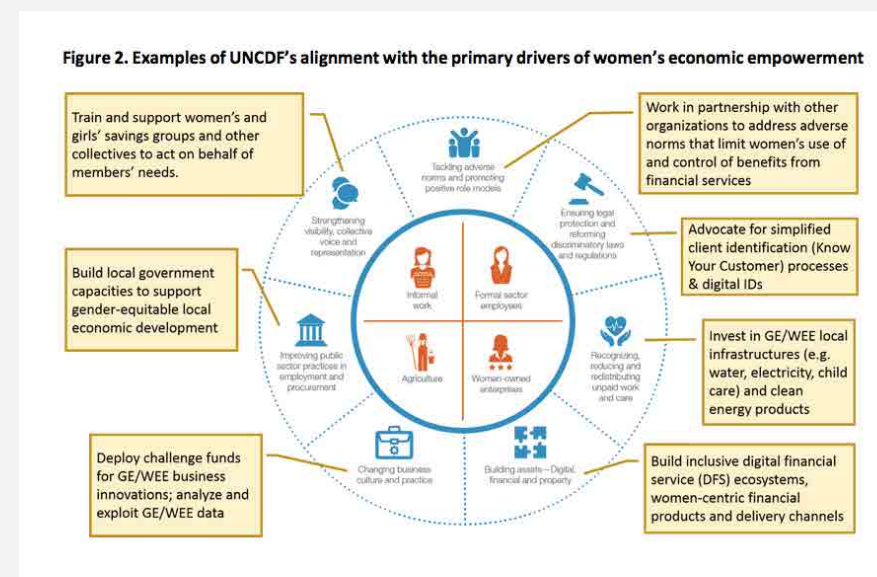 Figure 2. Examples of UNCDF's alignment with the primary drivers of women's economic empowerment
Train and support women's and
girls' savings groups and other
collectives to act on behalf of
members' needs.
Work in partnership with other
organizations to address adverse
norms that limit women's use of
and control of benefits from
financial services
Tackling adverse
norms and promoting
positive role models
Strengthening
visibility, collective
voice and
representation
Ensuring legal
protection and
reforming
discriminatory laws
and regulations
Advocate for simplified
client identification (Know
Your Customer) processes
& digital IDs
Build local government
capacities to support
gender-equitable local
economic development
Informal
work
Formal sector
employees
Improving public
sector practices in
employment and
procurement
Agriculture
Women-owned
enterprises
Recognizing,
reducing and
redistributing
unpaid work
and care
Invest in GE/WEE local
infrastructures (e.g.
water, electricity, child
care) and clean
energy products
Deploy challenge funds
for GE/WEE business
innovations; analyze and
exploit GE/WEE data
Changing business
culture and practice
Building assets—Digital,
financial and property
Build inclusive digital financial
service (DFS) ecosystems,
women-centric financial
products and delivery channels